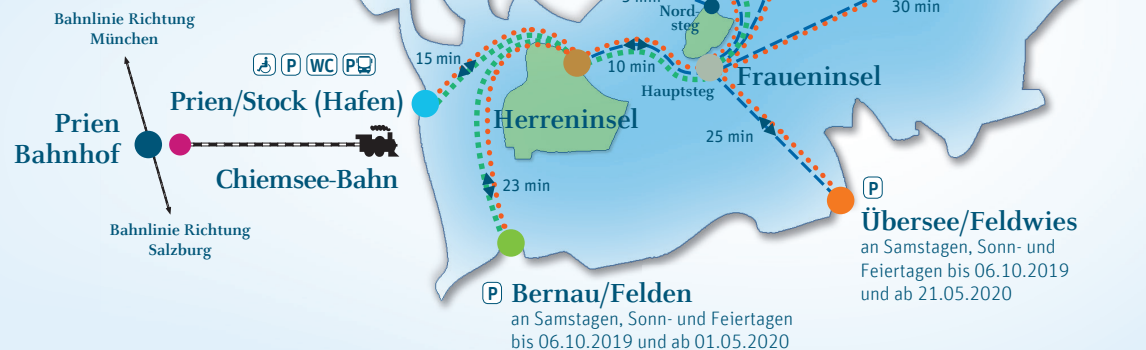 Bahnlinie Richtung
München
P WC P
Prien/Stock (Hafen)
Prien
Bahnhof
Chiemsee-Bahn
Bahnlinie Richtung
Salzburg
15 min
Nord-
steg
30 min
10 min
Hauptsteg
Fraueninsel
Herreninsel
25 min
23 min
P
Übersee/Feldwies
an Samstagen, Sonn- und
Feiertagen bis 06.10.2019
und ab 21.05.2020
P
Bernau/Felden
an Samstagen, Sonn- und Feiertagen
bis 06.10.2019 und ab 01.05.2020